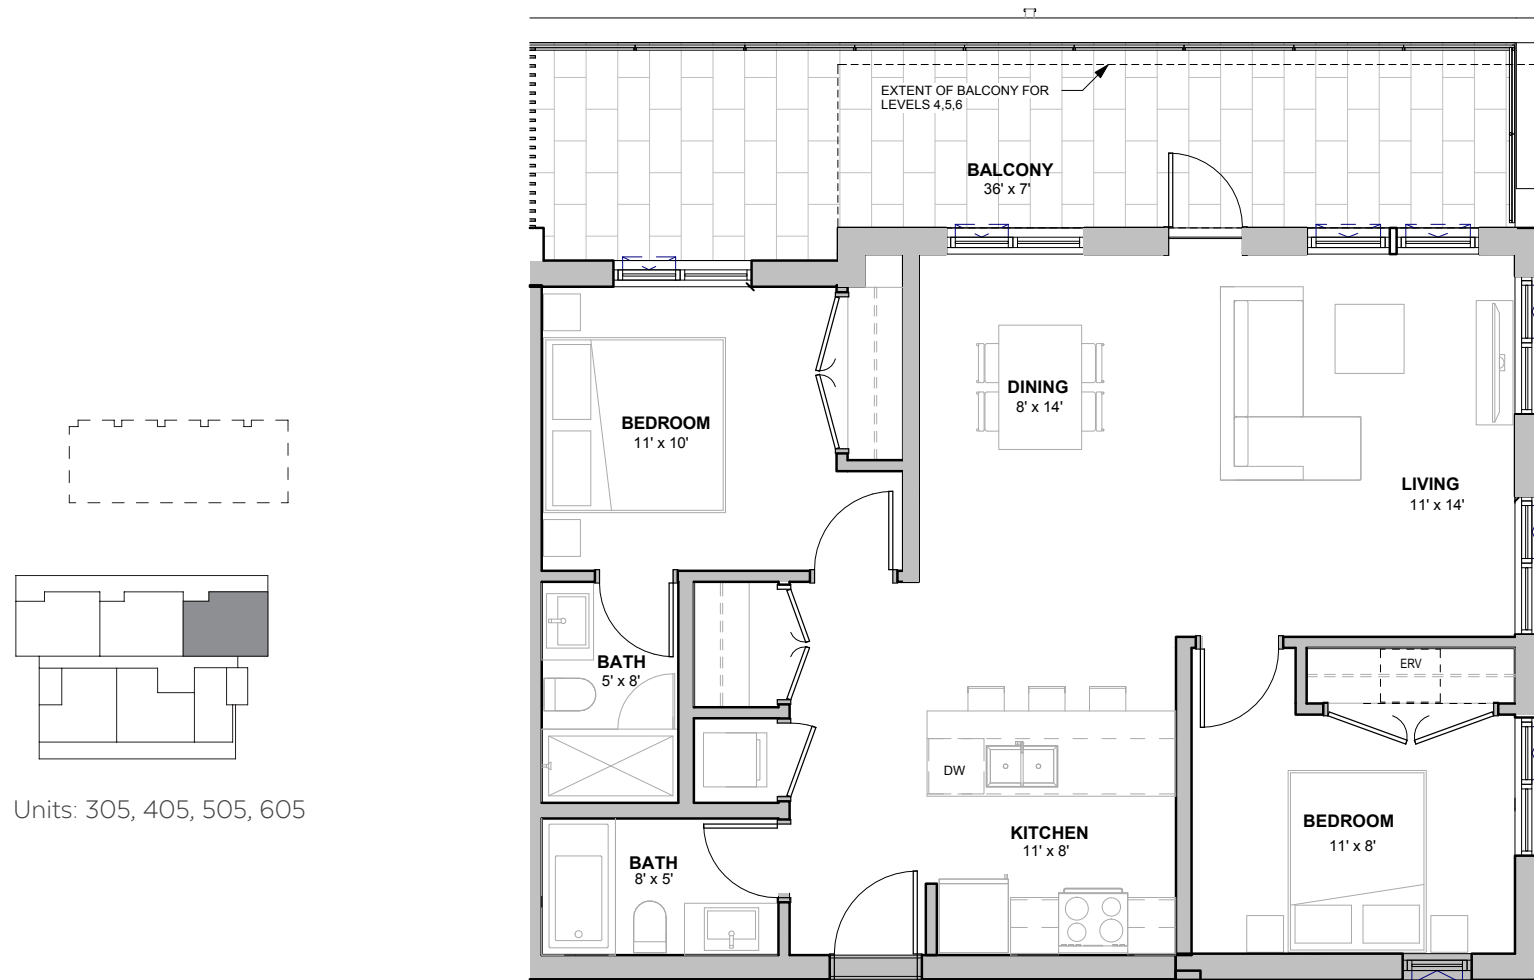 EXTENT OF BALCONY FOR
LEVELS 4,5,6
BALCONY
36' x 7'
DINING
8' x 14'
BEDROOM
11' x 10'
LIVING
11' x 14'
BATH
5' x 8'
ERV
DW
Units: 305, 405, 505, 605
KITCHEN
11' x 8'
BEDROOM
11' x 8'
BATH
8' x 5'